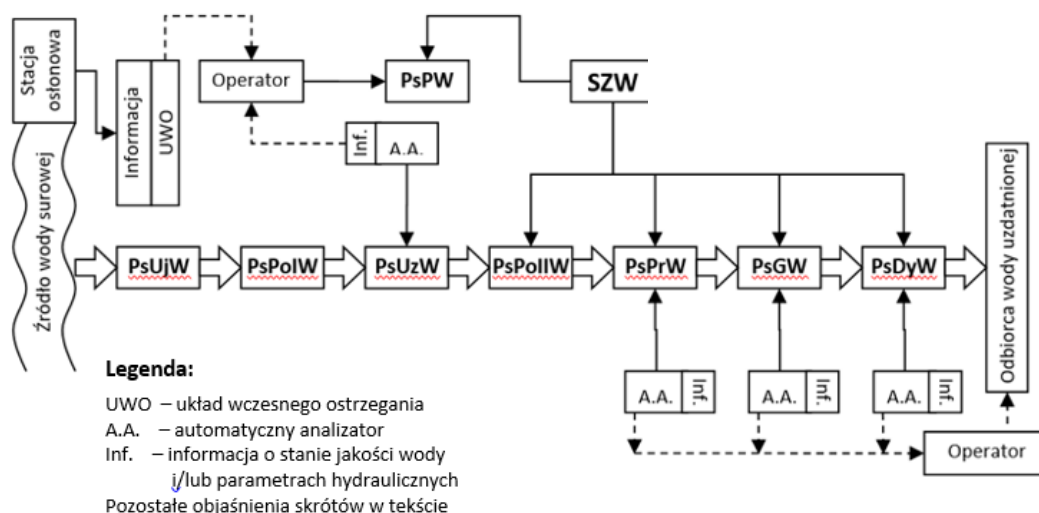 Stacja
osłonowa
Źródło wody surowej
Informacja
UWO
Operator
PsPW
SZW
Inf.
A.A.
PsUjW
PsPoIW
PsUzW
PsPoIIW
PsPrW
PsGW
PsDyW
Odbiorca wody uzdatnionej
A.A.
Inf.
A.A.
Inf.
A.A.
Inf.
Operator
Legenda:
UWO – układ wczesnego ostrzegania
A.A. – automatyczny analizator
Inf. – informacja o stanie jakości wody
i/lub parametrach hydraulicznych
Pozostałe objaśnienia skrótów w tekście